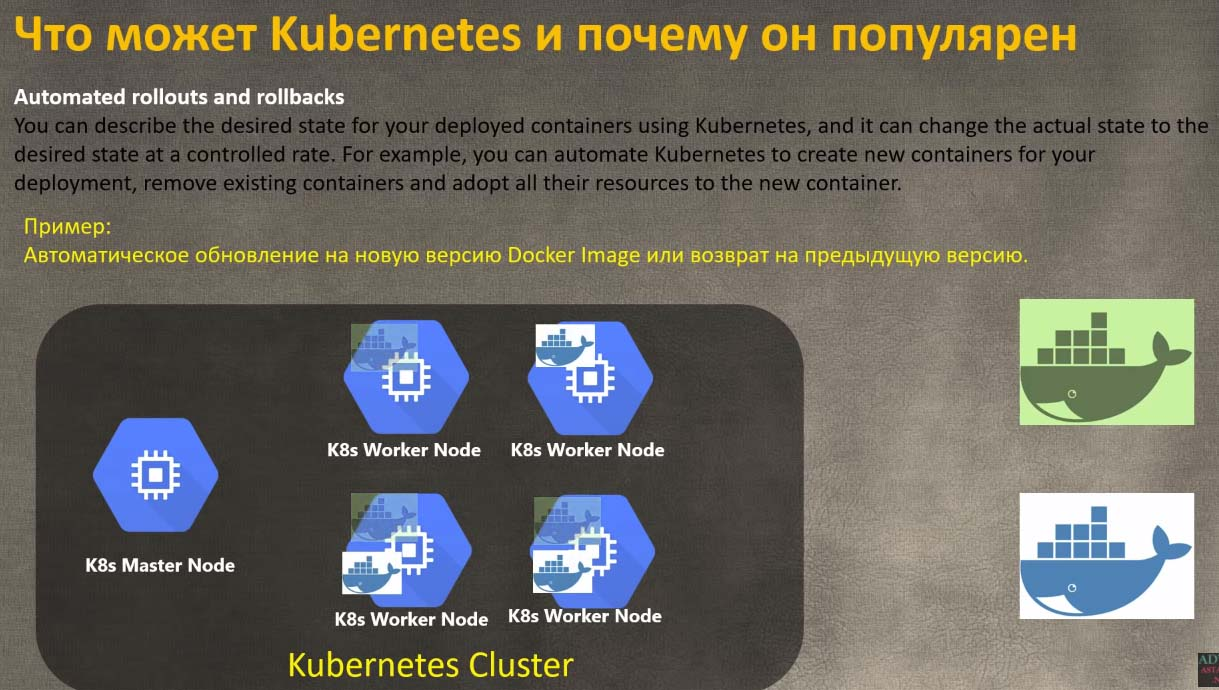 Что может Kubernetes и почему он популярен
Automated rollouts and rollbacks
You can describe the desired state for your deployed containers using Kubernetes, and it can change the actual state to the
desired state at a controlled rate. For example, you can automate Kubernetes to create new containers for your
deployment, remove existing containers and adopt all their resources to the new container.
Пример:
Автоматическое обновление на новую версию Docker Image или возврат на предыдущую версию.
K8s Worker Node
K8s Worker Node
K8s Master Node
K8s Worker Node
K8s Worker Node
Kubernetes Cluster